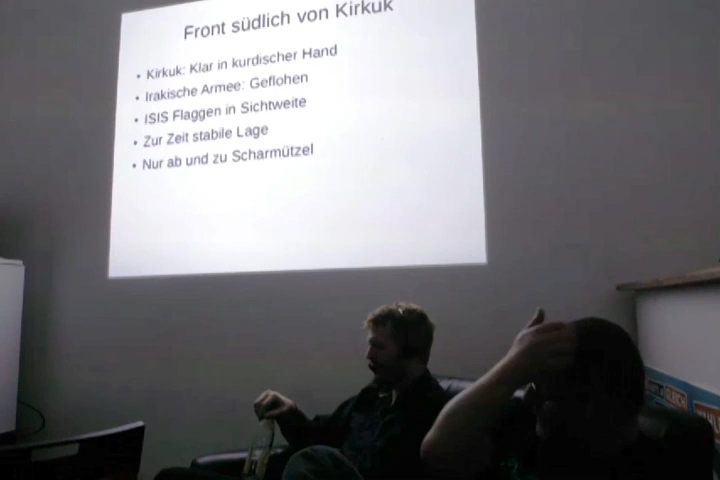 Front südlich von Kirkuk
• Kirkuk: Klar in kurdischer Hand
• Irakische Armee: Geflohen
• ISIS Flaggen in Sichtweite
• Zur Zeit stabile Lage
• Nur ab und zu Scharmützel